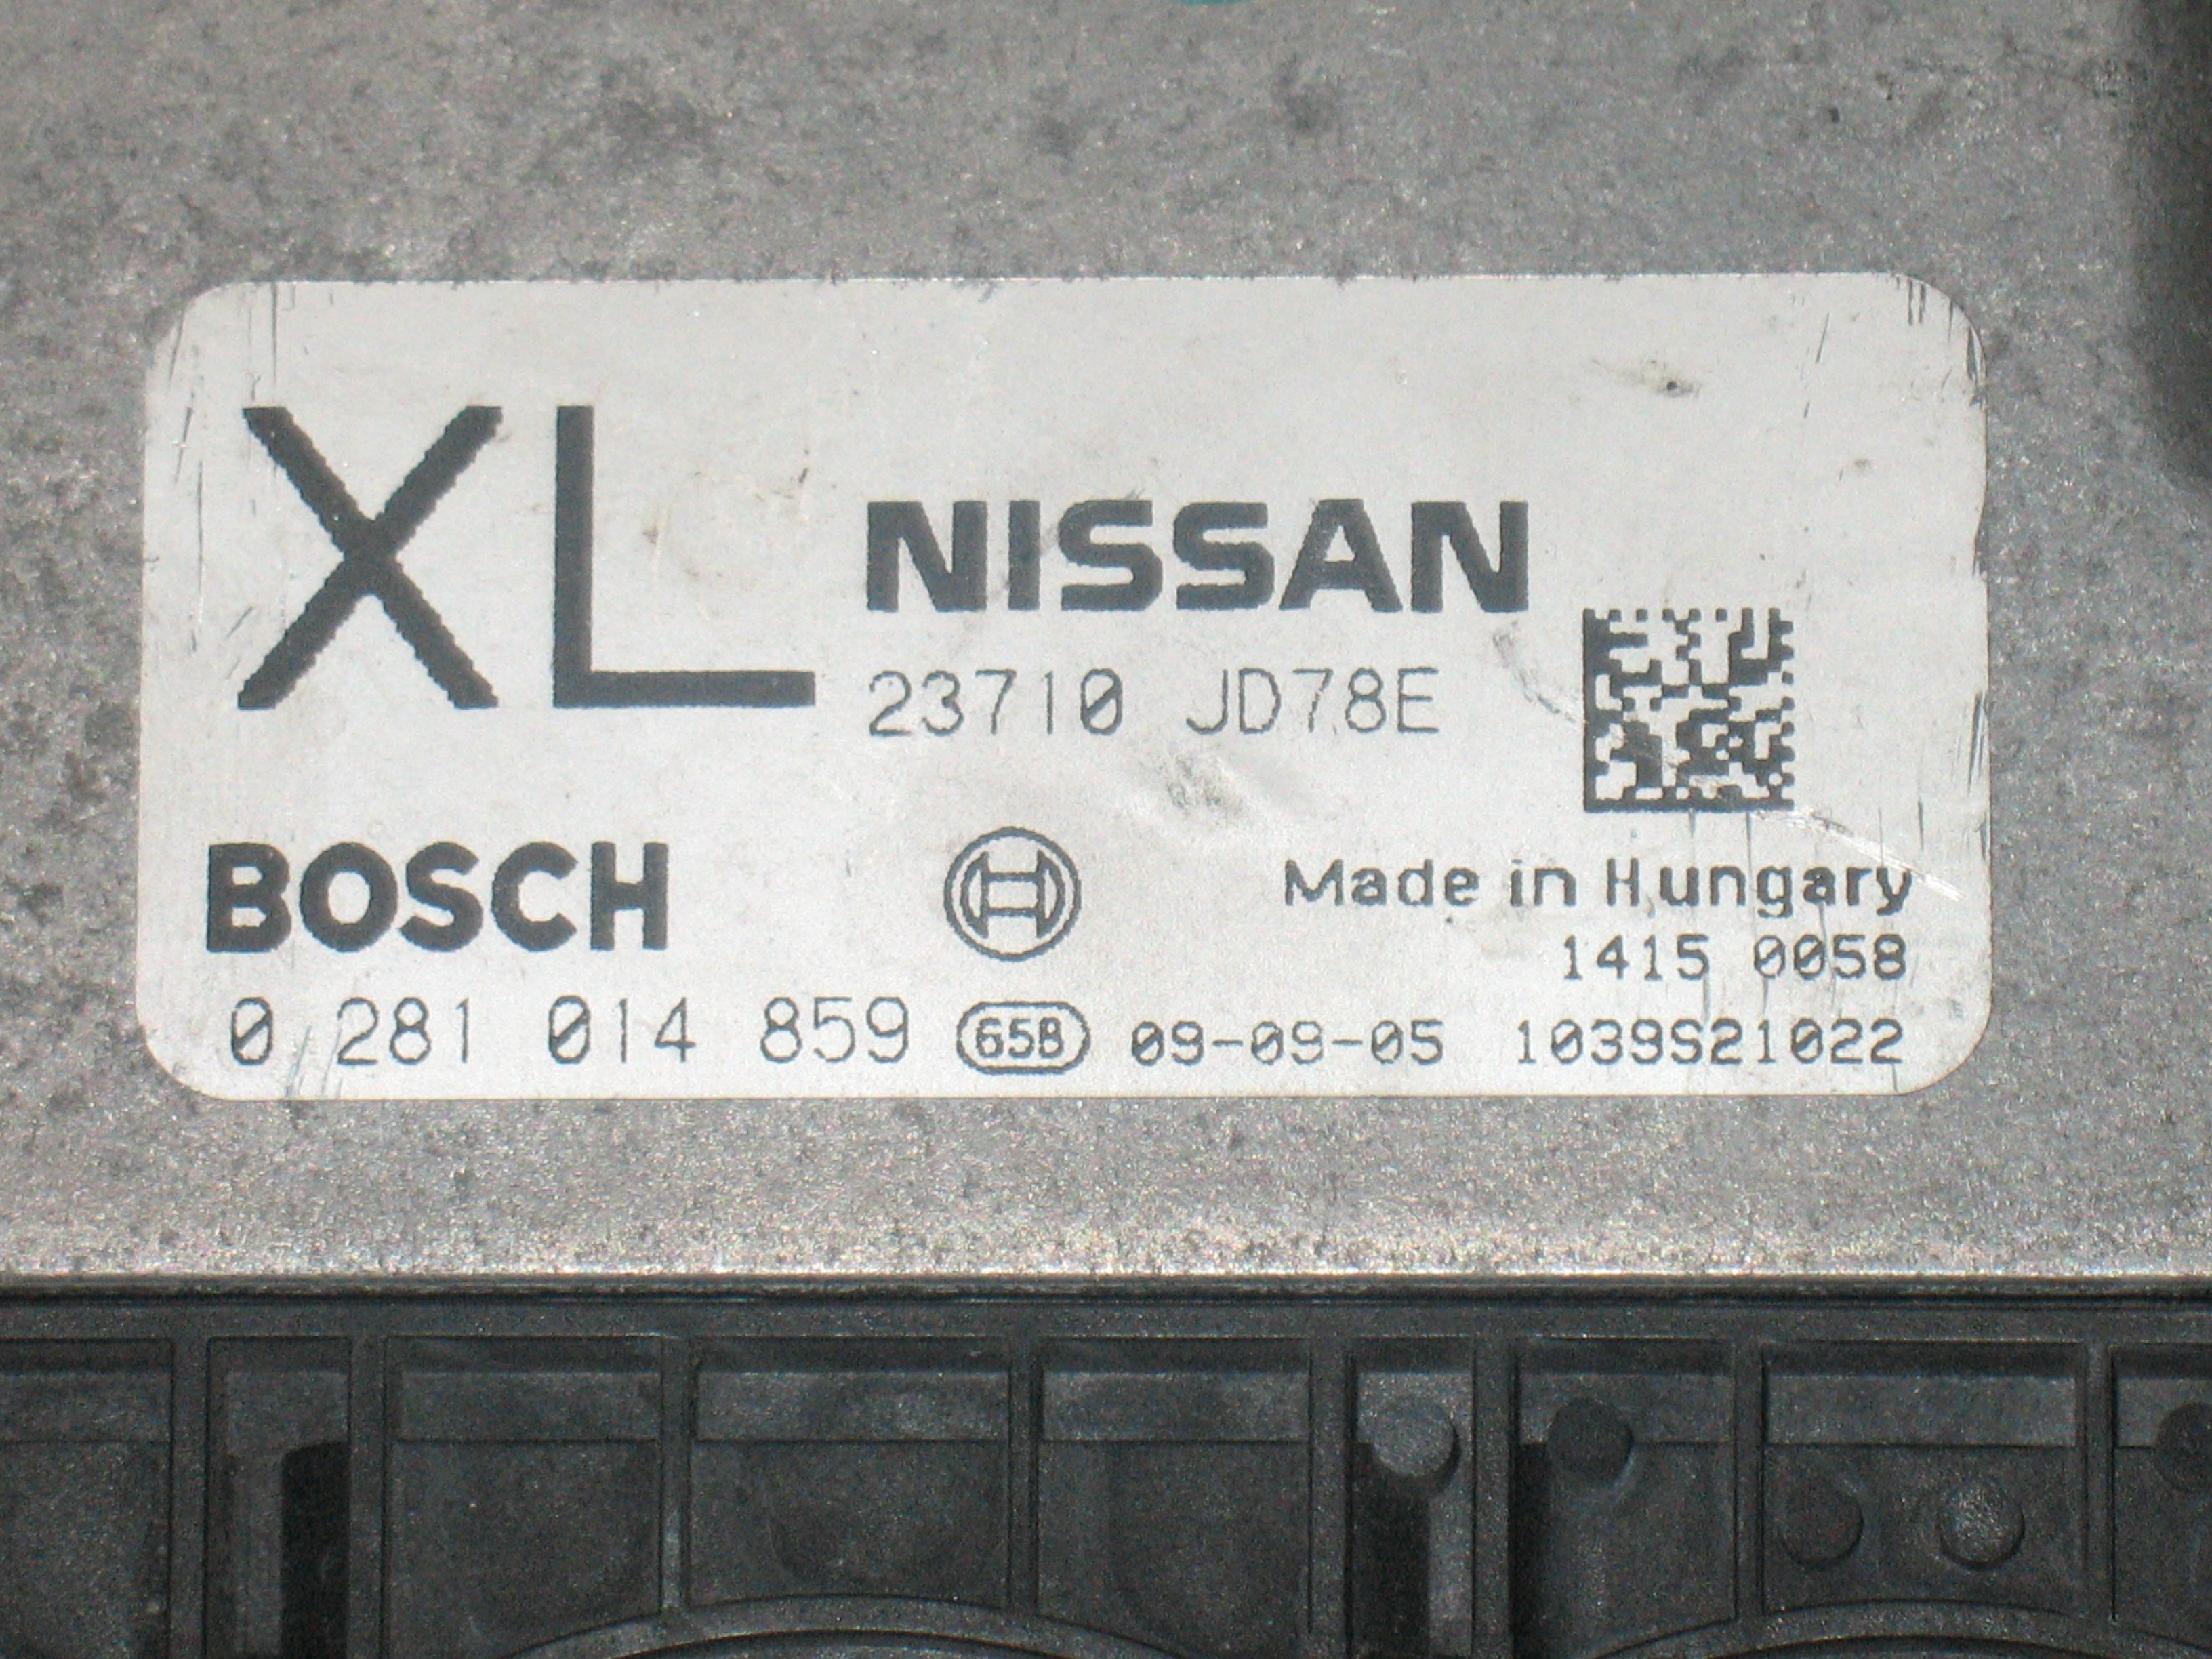 XL NISSAN
23710 JD78E
BOSCH
Made in Hungary
1415 0058
0 281 014 859 65B 09-09-05 1039S21022